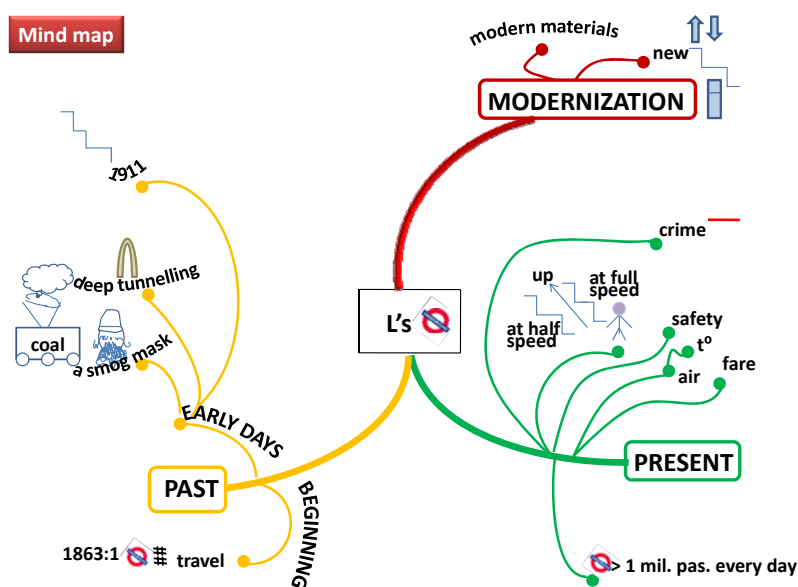 Mind map
modern materials
new
MODERNIZATION
1911
crime
deep tunnelling
up
at full
speed
at half
speed
L's
safety
t⁰
coal
a smog mask
air
fare
EARLY DAYS
PAST
BEGINNING
PRESENT
1863:1
travel
> 1 mil. pas. every day